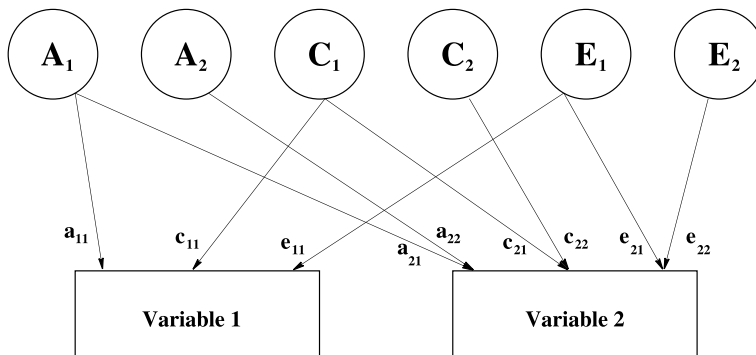 A1 A2 C1 C2 E1 E2
a11 c11 e11 a21 a22 c21 c22 e21 e22
Variable 1 Variable 2